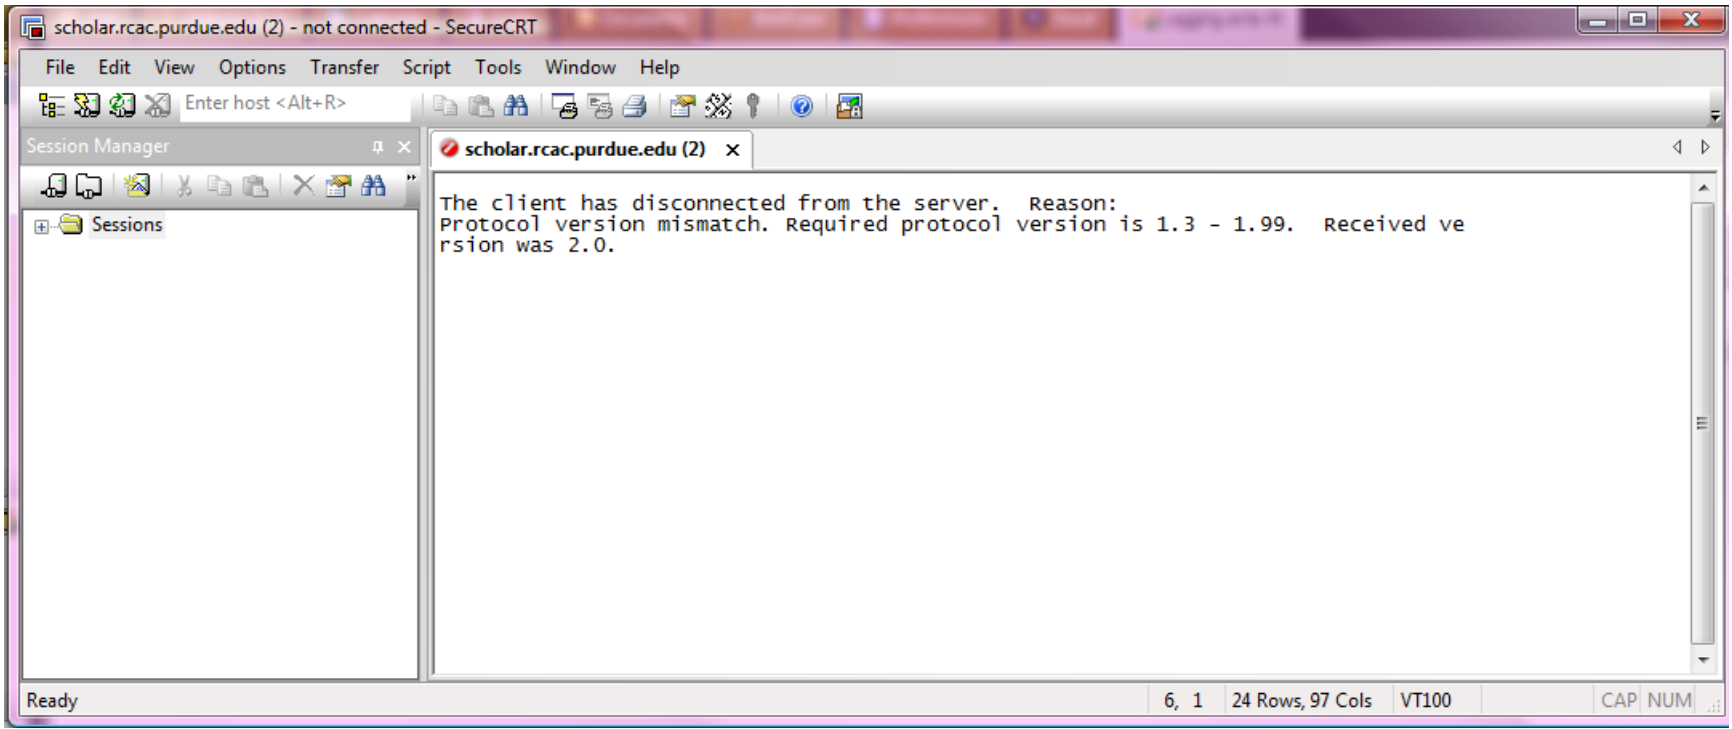 scholar.rcac.purdue.edu (2) - not connected - SecureCRT
File Edit View Options Transfer Script Tools Window Help
Enter host <Alt+R>
Session Manager
scholar.rcac.purdue.edu (2)
Sessions
The client has disconnected from the server.  Reason:
Protocol version mismatch. Required protocol version is 1.3 - 1.99.  Received ve
rsion was 2.0.
Ready 6, 1 24 Rows, 97 Cols VT100 CAP NUM